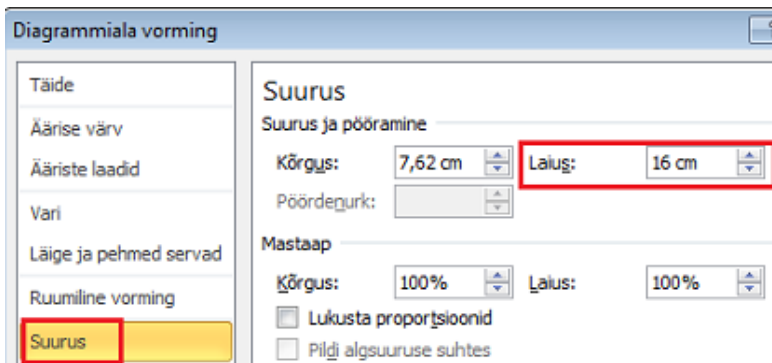 Diagrammiala vorming
Täide
Äärise värv
Ääriste laadid
Vari
Läige ja pehmed servad
Ruumiline vorming
Suurus
Suurus
Suurus ja pööramine
Kõrgus: 7,62 cm Laius: 16 cm
Pöördenurk:
Mastaap
Kõrgus: 100% Laius: 100%
Lukusta proportsioonid
Pildi algsuuruse suhtes